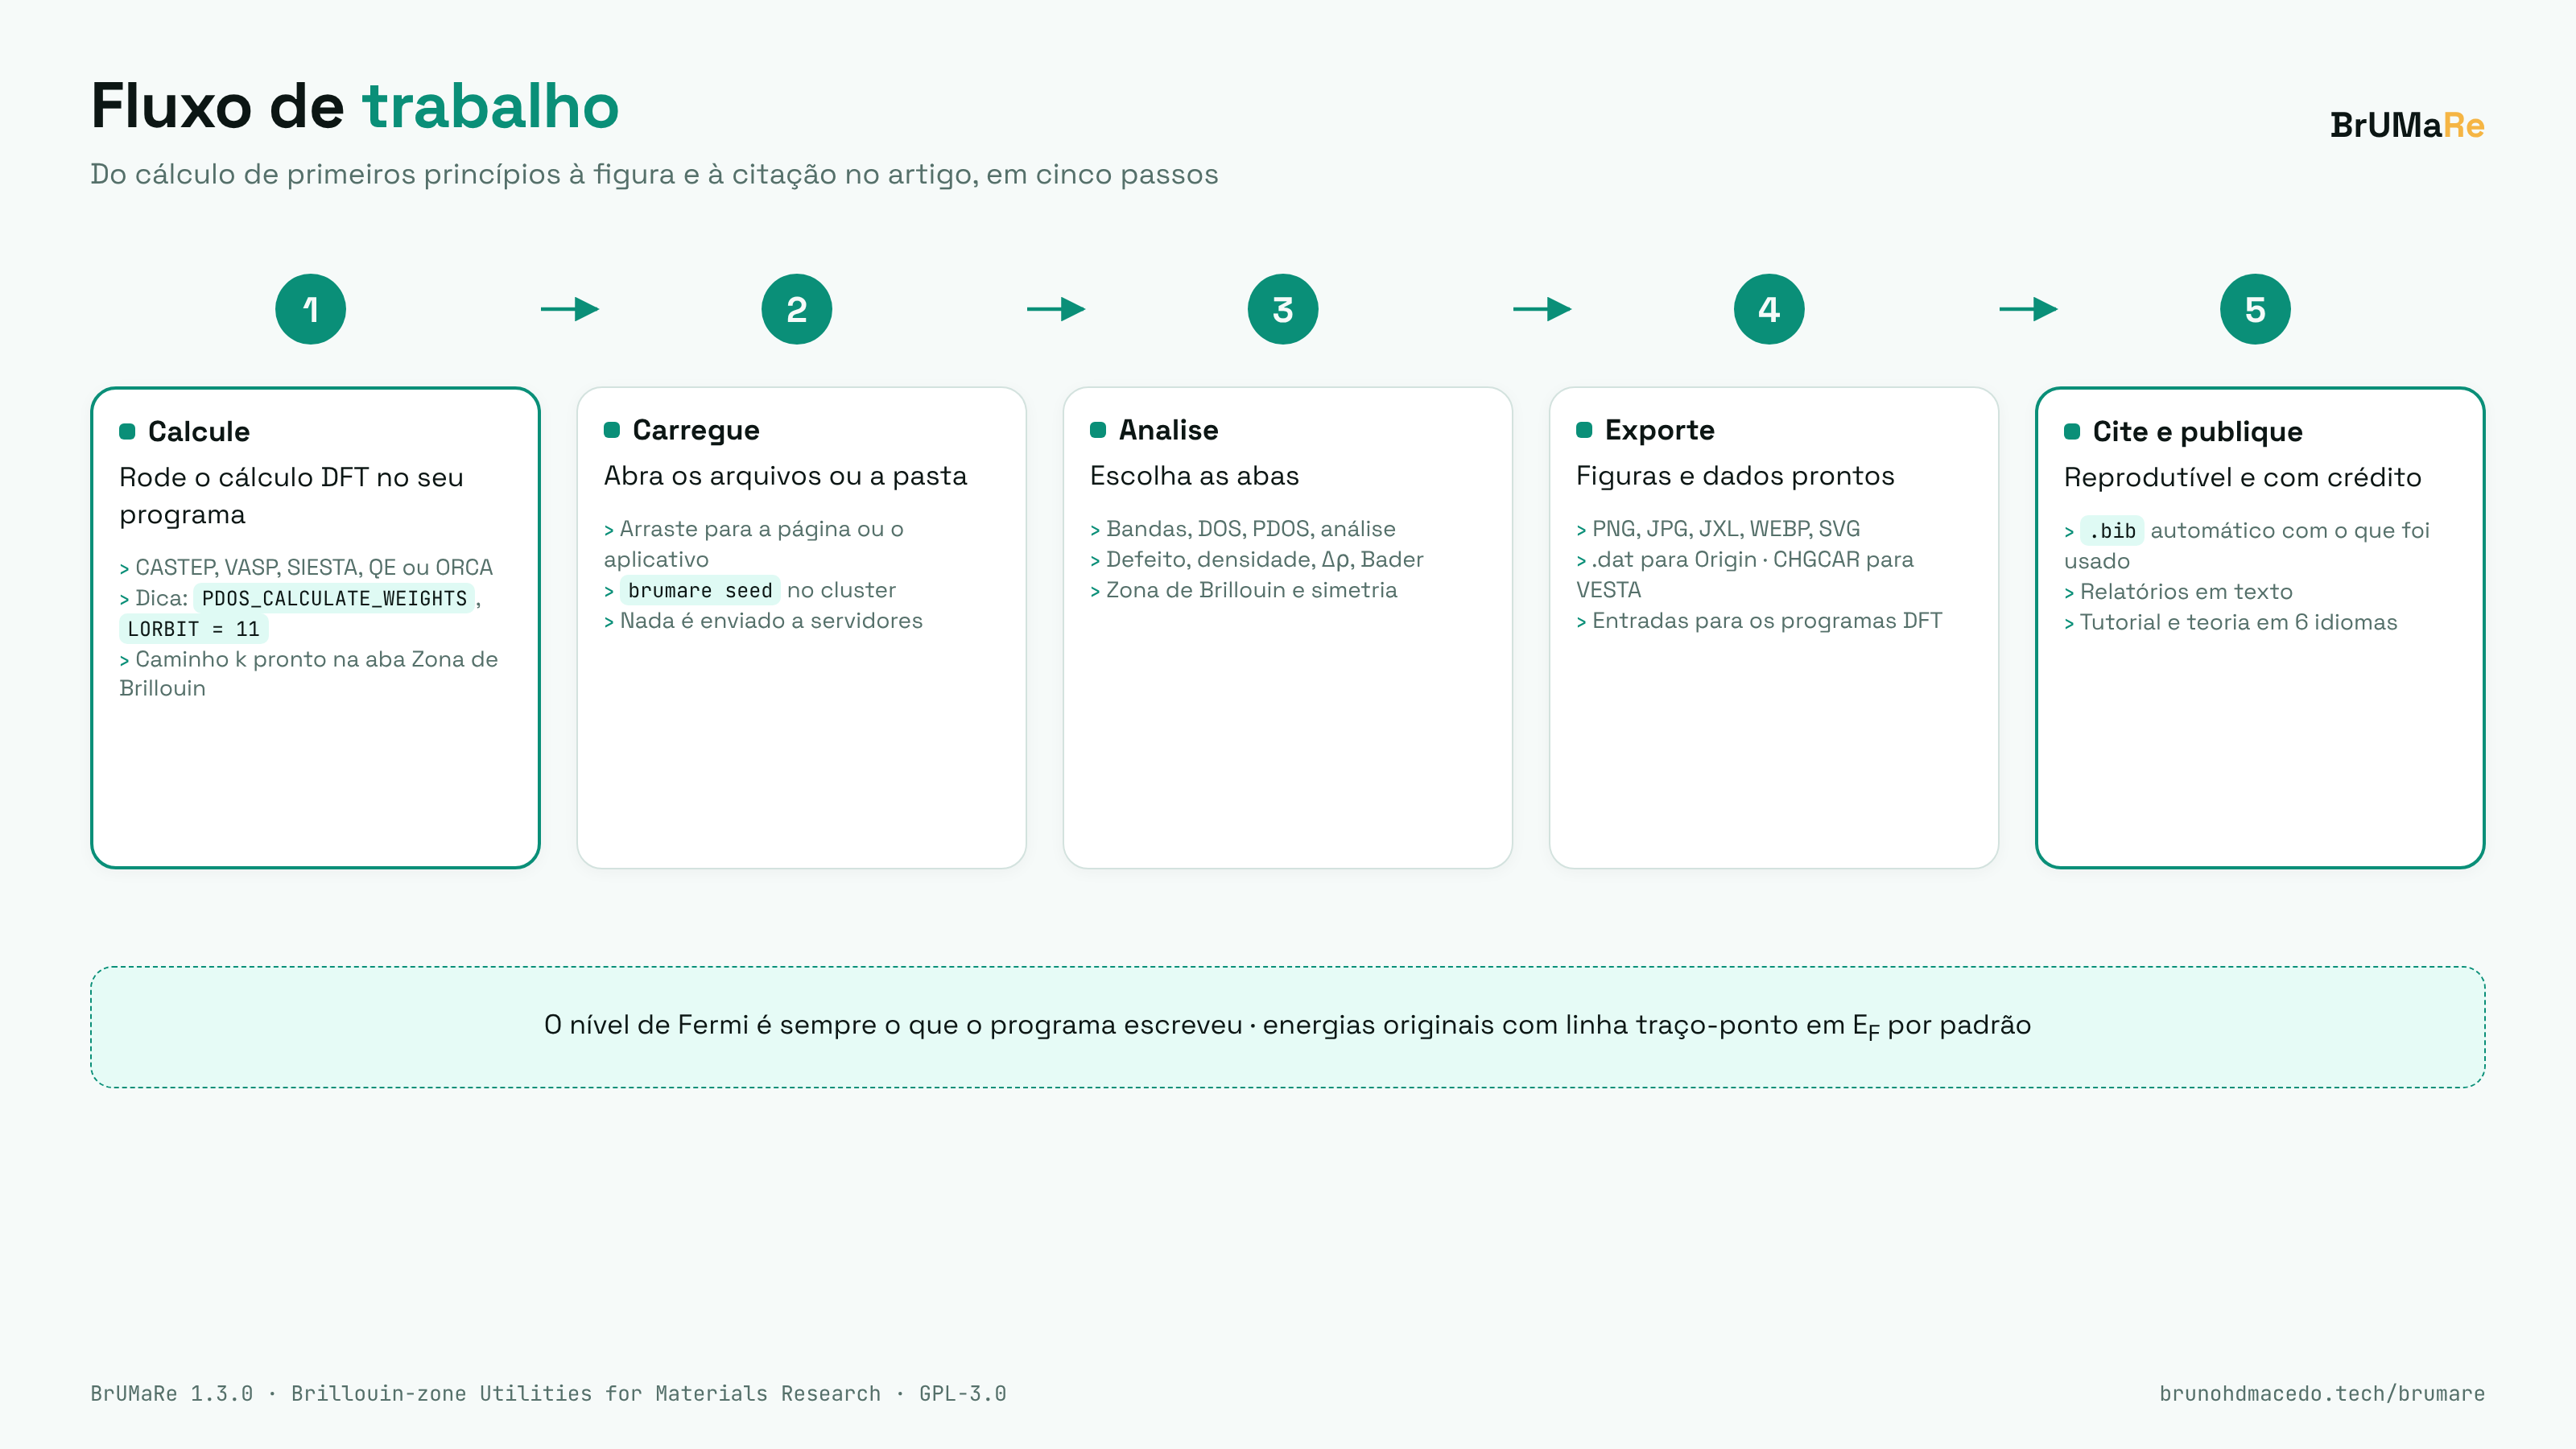 Fluxo de trabalho
BrUMaRe
Do cálculo de primeiros princípios à figura e à citação no artigo, em cinco passos
1
2
3
4
5
Calcule
Rode o cálculo DFT no seu
programa
> CASTEP, VASP, SIESTA, QE ou ORCA
> Dica: PDOS_CALCULATE_WEIGHTS,
LORBIT = 11
> Caminho k pronto na aba Zona de
Brillouin
Carregue
Abra os arquivos ou a pasta
> Arraste para a página ou o
aplicativo
> brumare seed no cluster
> Nada é enviado a servidores
Analise
Escolha as abas
> Bandas, DOS, PDOS, análise
> Defeito, densidade, Δρ, Bader
> Zona de Brillouin e simetria
Exporte
Figuras e dados prontos
> PNG, JPG, JXL, WEBP, SVG
> .dat para Origin · CHGCAR para
VESTA
> Entradas para os programas DFT
Cite e publique
Reprodutível e com crédito
> .bib automático com o que foi
usado
> Relatórios em texto
> Tutorial e teoria em 6 idiomas
O nível de Fermi é sempre o que o programa escreveu · energias originais com linha traço-ponto em E_F por padrão
BrUMaRe 1.3.0 · Brillouin-zone Utilities for Materials Research · GPL-3.0
brunohdmacedo.tech/brumare